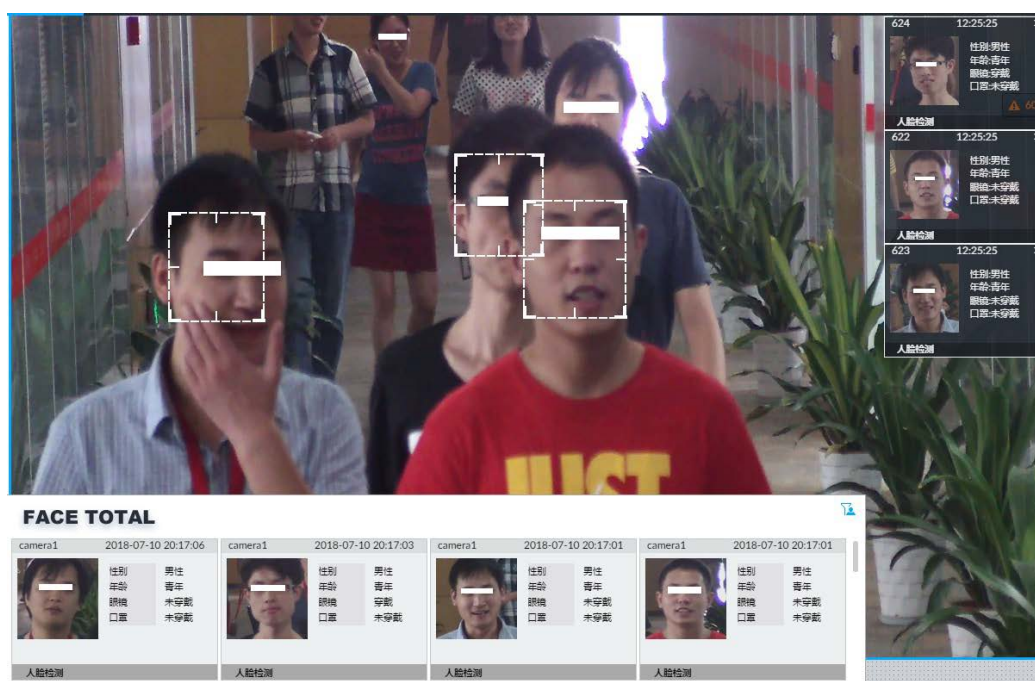 624 12:25:25
性别:男性
年龄:青年
眼镜:穿戴
口罩:未穿戴
60
人脸检测
622 12:25:25
性别:男性
年龄:青年
眼镜:未穿戴
口罩:未穿戴
人脸检测
623 12:25:25
性别:男性
年龄:青年
眼镜:未穿戴
口罩:未穿戴
人脸检测
JUST
FACE TOTAL
camera1 2018-07-10 20:17:06
性别 男性
年龄 青年
眼镜 未穿戴
口罩 未穿戴
人脸检测
camera1 2018-07-10 20:17:03
性别 男性
年龄 青年
眼镜 穿戴
口罩 未穿戴
人脸检测
camera1 2018-07-10 20:17:01
性别 男性
年龄 青年
眼镜 未穿戴
口罩 未穿戴
人脸检测
camera1 2018-07-10 20:17:01
性别 男性
年龄 青年
眼镜 未穿戴
口罩 未穿戴
人脸检测